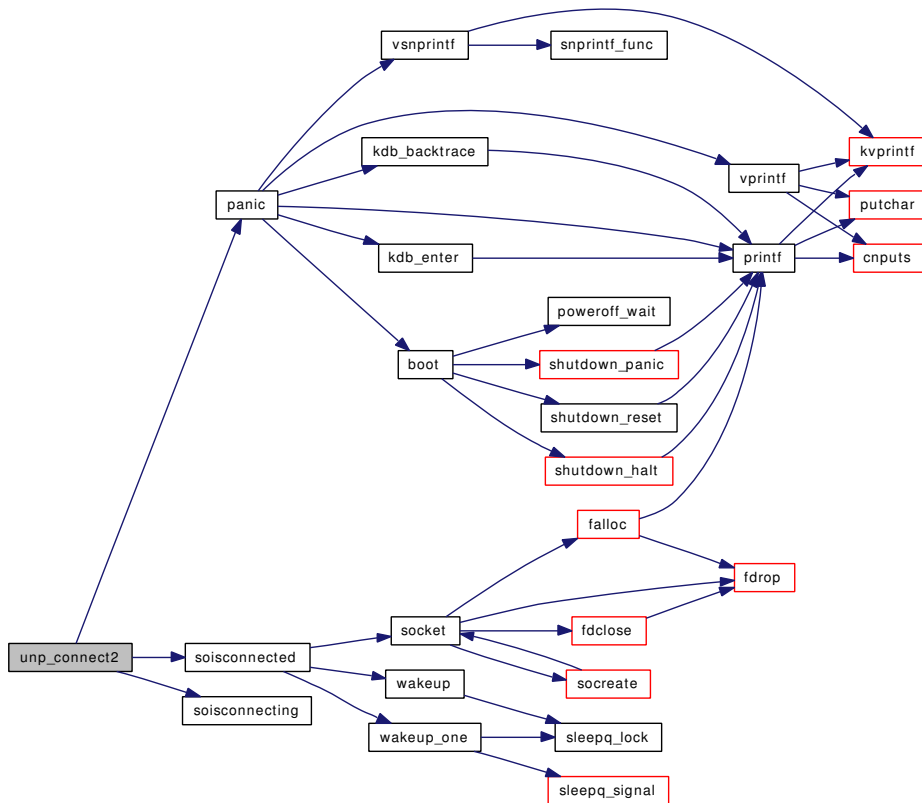 vsnprintf
snprintf_func
kdb_backtrace
kvprintf
vprintf
panic
putchar
kdb_enter
printf
cnputs
poweroff_wait
boot
shutdown_panic
shutdown_reset
shutdown_halt
falloc
fdrop
socket
fdclose
unp_connect2
soisconnected
wakeup
socreate
soisconnecting
wakeup_one
sleepq_lock
sleepq_signal